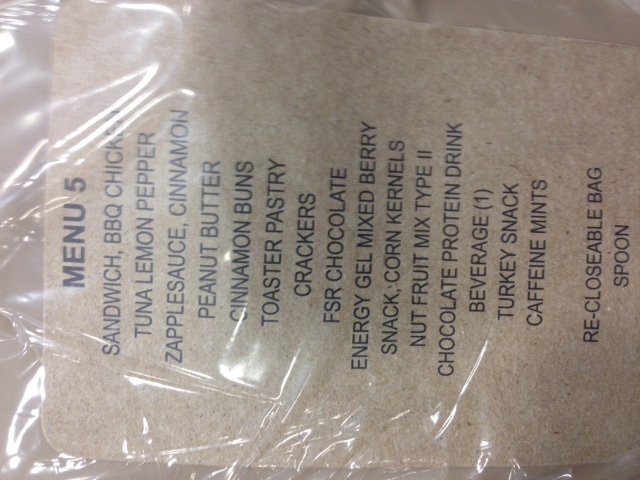 MENU 5
SANDWICH, BBQ CHICKEN
TUNA LEMON PEPPER
ZAPPLESAUCE, CINNAMON
PEANUT BUTTER
CINNAMON BUNS
TOASTER PASTRY
CRACKERS
FSR CHOCOLATE
ENERGY GEL MIXED BERRY
SNACK, CORN KERNELS
NUT FRUIT MIX TYPE II
CHOCOLATE PROTEIN DRINK
BEVERAGE (1)
TURKEY SNACK
CAFFEINE MINTS
RE-CLOSEABLE BAG
SPOON